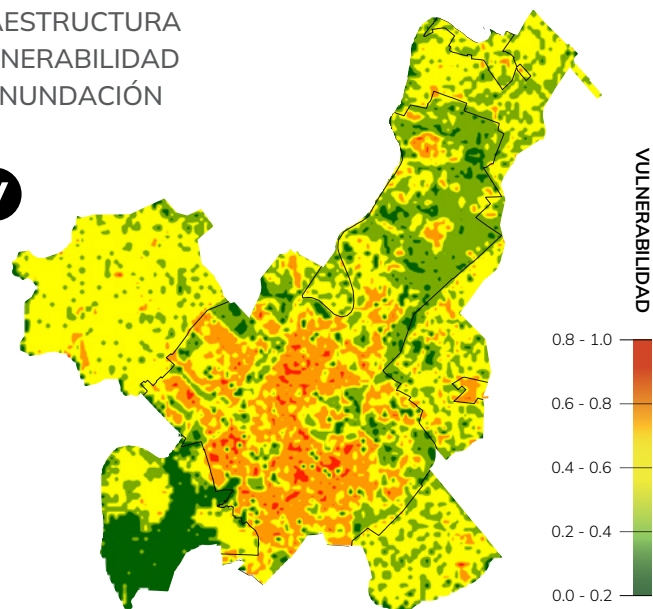 AESTRUCTURA
NERABILIDAD
NUNDACIÓN
VULNERABILIDAD
0.8 - 1.0
0.6 - 0.8
0.4 - 0.6
0.2 - 0.4
0.0 - 0.2